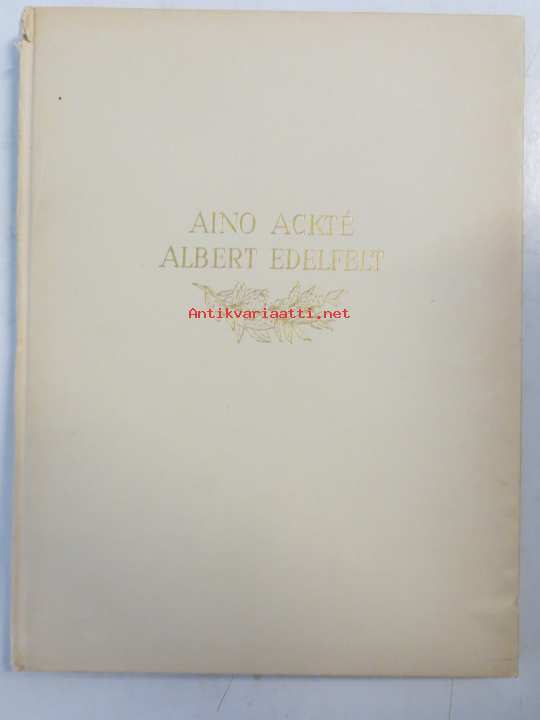 AINO ACKTÉ
ALBERT EDELFELT
Antikvariaatti.net